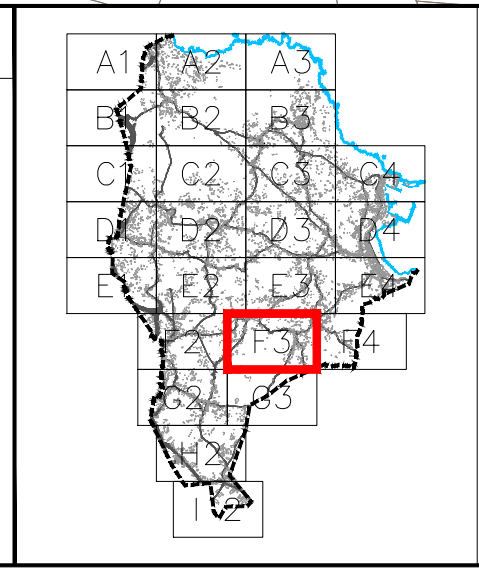 A1 A2 A3
B1 B2 B3
C1 C2 C3 C4
D1 D2 D3 D4
E1 E2 E3 E4
F2 F3 F4
G2 G3
H2
I2